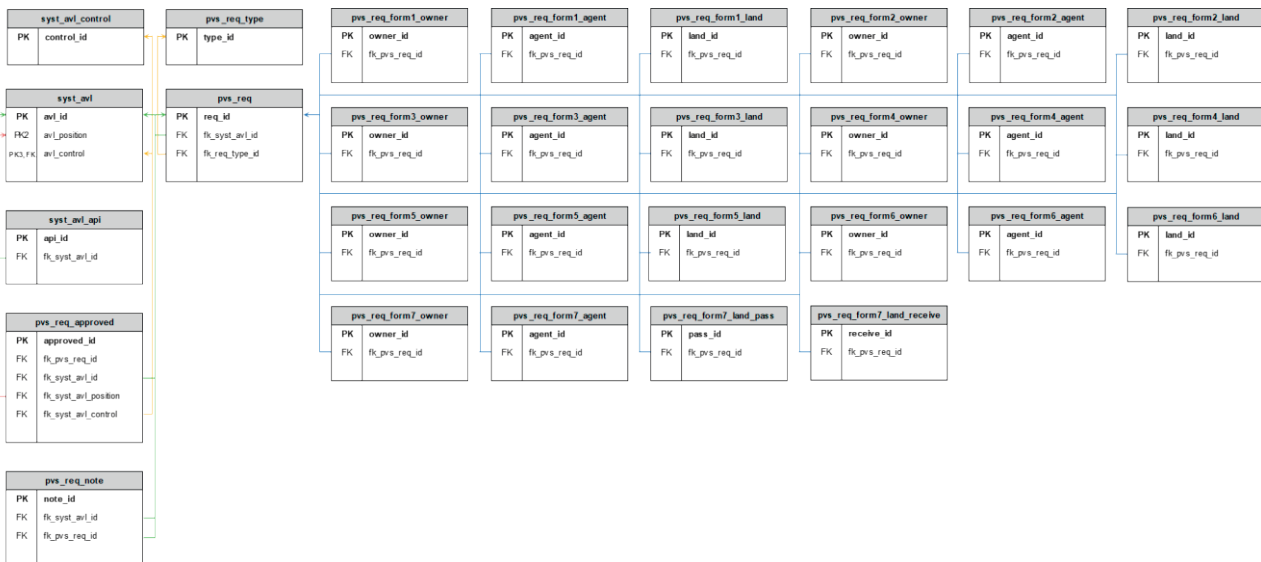 syst_avl_control
PK control_id
pvs_req_type
PK type_id
pvs_req_form1_owner
PK owner_id
FK fk_pvs_req_id
pvs_req_form1_agent
PK agent_id
FK fk_pvs_req_id
pvs_req_form1_land
PK land_id
FK fk_pvs_req_id
pvs_req_form2_owner
PK owner_id
FK fk_pvs_req_id
pvs_req_form2_agent
PK agent_id
FK fk_pvs_req_id
pvs_req_form2_land
PK land_id
FK fk_pvs_req_id
syst_avl
PK avl_id
PK2 avl_position
PK3, FK avl_control
pvs_req
PK req_id
FK fk_syst_avl_id
FK fk_req_type_id
pvs_req_form3_owner
PK owner_id
FK fk_pvs_req_id
pvs_req_form3_agent
PK agent_id
FK fk_pvs_req_id
pvs_req_form3_land
PK land_id
FK fk_pvs_req_id
pvs_req_form4_owner
PK owner_id
FK fk_pvs_req_id
pvs_req_form4_agent
PK agent_id
FK fk_pvs_req_id
pvs_req_form4_land
PK land_id
FK fk_pvs_req_id
syst_avl_api
PK api_id
FK fk_syst_avl_id
pvs_req_form5_owner
PK owner_id
FK fk_pvs_req_id
pvs_req_form5_agent
PK agent_id
FK fk_pvs_req_id
pvs_req_form5_land
PK land_id
FK fk_pvs_req_id
pvs_req_form6_owner
PK owner_id
FK fk_pvs_req_id
pvs_req_form6_agent
PK agent_id
FK fk_pvs_req_id
pvs_req_form6_land
PK land_id
FK fk_pvs_req_id
pvs_req_approved
PK approved_id
FK fk_pvs_req_id
FK fk_syst_avl_id
FK fk_syst_avl_position
FK fk_syst_avl_control
pvs_req_form7_owner
PK owner_id
FK fk_pvs_req_id
pvs_req_form7_agent
PK agent_id
FK fk_pvs_req_id
pvs_req_form7_land_pass
PK pass_id
FK fk_pvs_req_id
pvs_req_form7_land_receive
PK receive_id
FK fk_pvs_req_id
pvs_req_note
PK note_id
FK fk_syst_avl_id
FK fk_pvs_req_id